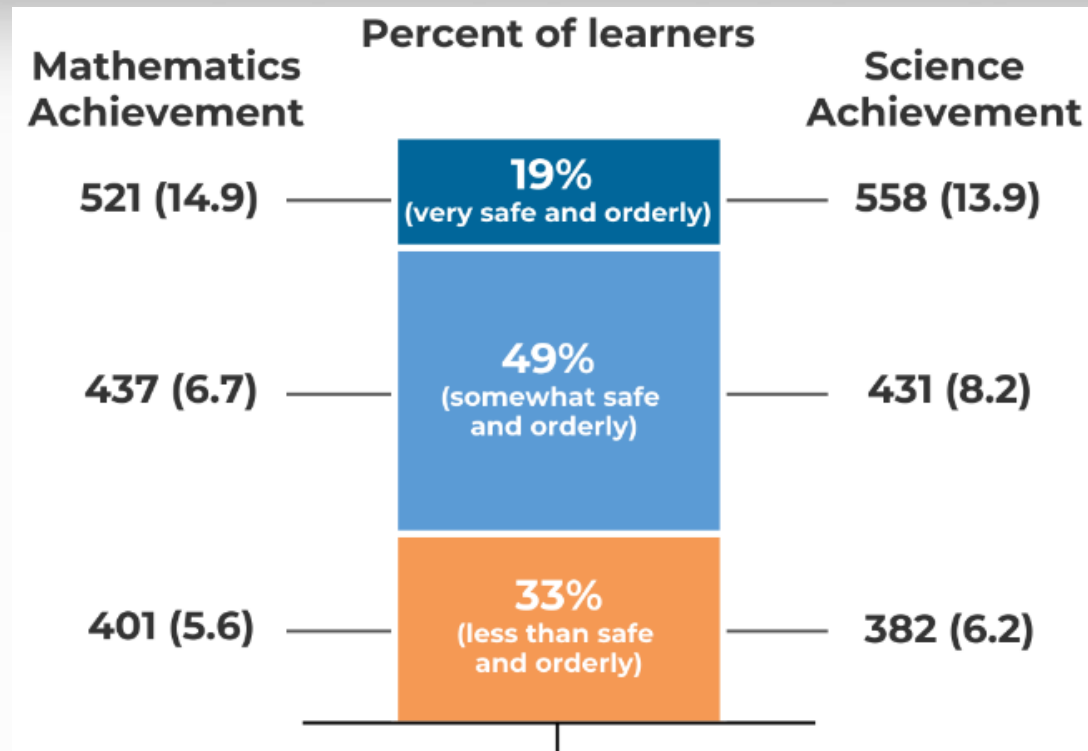 Percent of learners
Mathematics
Achievement
Science
Achievement
521 (14.9)
19%
(very safe and orderly)
558 (13.9)
437 (6.7)
49%
(somewhat safe
and orderly)
431 (8.2)
401 (5.6)
33%
(less than safe
and orderly)
382 (6.2)